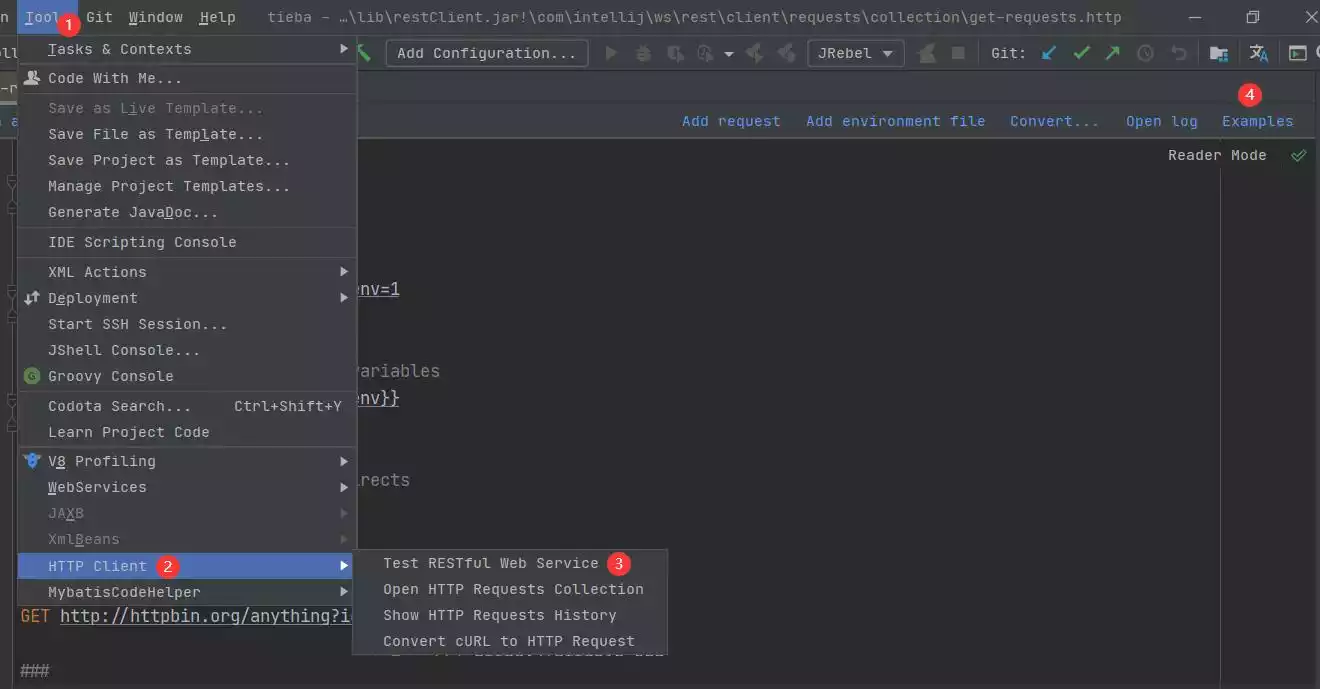 Tool 1 Git Window Help tieba – …\lib\restClient.jar!\com\intellij\ws\rest\client\requests\collection\get-requests.http
Add Configuration... JRebel Git:
4
Add request Add environment file Convert... Open log Examples
Reader Mode
Tasks & Contexts
Code With Me...
Save as Live Template...
Save File as Template...
Save Project as Template...
Manage Project Templates...
Generate JavaDoc...
IDE Scripting Console
XML Actions
Deployment
Start SSH Session...
JShell Console...
Groovy Console
Codota Search... Ctrl+Shift+Y
Learn Project Code
V8 Profiling
WebServices
JAXB
XmlBeans
HTTP Client 2
MybatisCodeHelper
Test RESTful Web Service 3
Open HTTP Requests Collection
Show HTTP Requests History
Convert cURL to HTTP Request
env=1
variables
env}}
irects
GET http://httpbin.org/anything?i
###